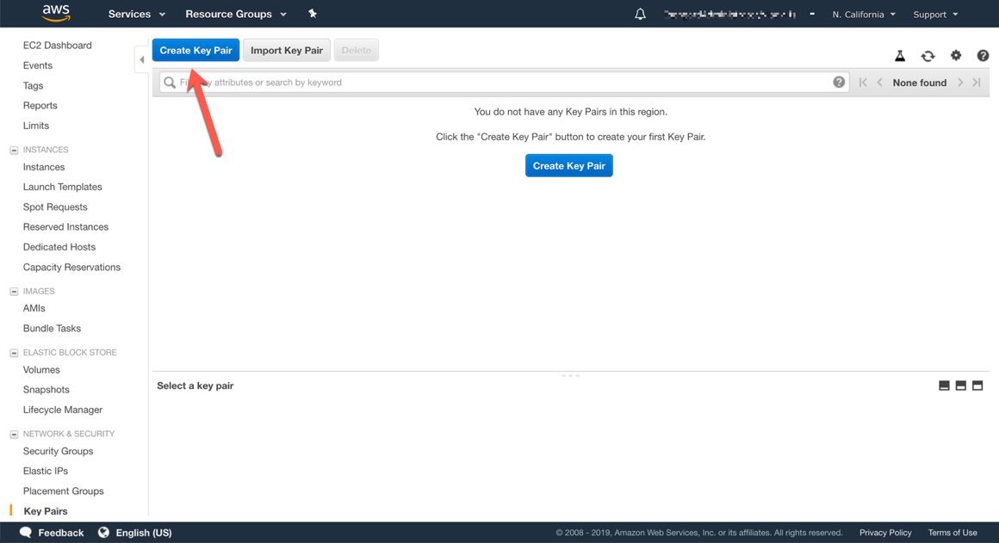 aws Services Resource Groups N. California Support
EC2 Dashboard
Events
Tags
Reports
Limits
INSTANCES
Instances
Launch Templates
Spot Requests
Reserved Instances
Dedicated Hosts
Capacity Reservations
IMAGES
AMIs
Bundle Tasks
ELASTIC BLOCK STORE
Volumes
Snapshots
Lifecycle Manager
NETWORK & SECURITY
Security Groups
Elastic IPs
Placement Groups
Key Pairs
Create Key Pair Import Key Pair Delete
attributes or search by keyword None found
You do not have any Key Pairs in this region.
Click the "Create Key Pair" button to create your first Key Pair.
Create Key Pair
Select a key pair
Feedback English (US) © 2008 - 2019, Amazon Web Services, Inc. or its affiliates. All rights reserved. Privacy Policy Terms of Use